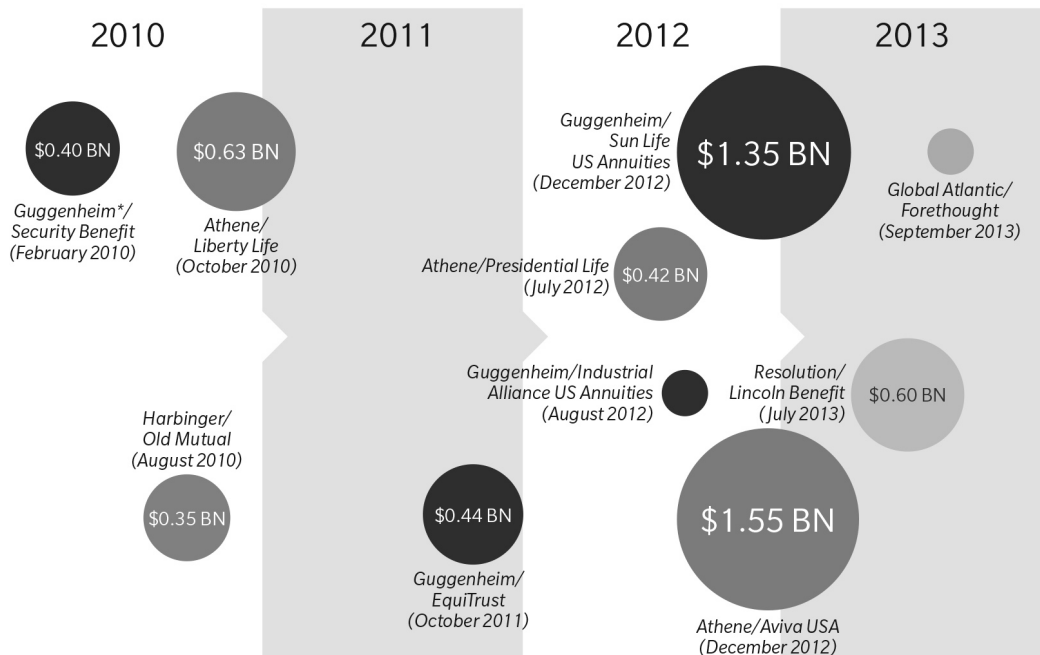 2010
2011
2012
2013
$0.40 BN
Guggenheim*/
Security Benefit
(February 2010)
$0.63 BN
Athene/
Liberty Life
(October 2010)
Guggenheim/
Sun Life
US Annuities
(December 2012)
$1.35 BN
Global Atlantic/
Forethought
(September 2013)
Athene/Presidential Life
(July 2012)
$0.42 BN
Guggenheim/Industrial
Alliance US Annuities
(August 2012)
Resolution/
Lincoln Benefit
(July 2013)
$0.60 BN
Harbinger/
Old Mutual
(August 2010)
$0.35 BN
$0.44 BN
Guggenheim/
EquiTrust
(October 2011)
$1.55 BN
Athene/Aviva USA
(December 2012)